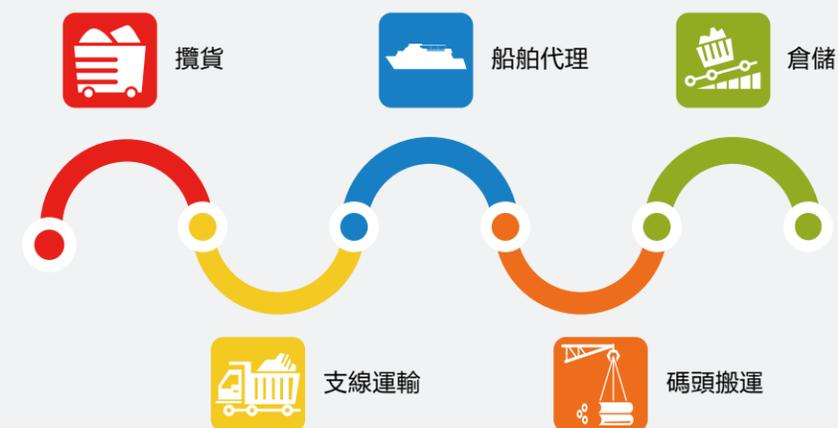 攬貨
船舶代理
倉儲
支線運輸
碼頭搬運